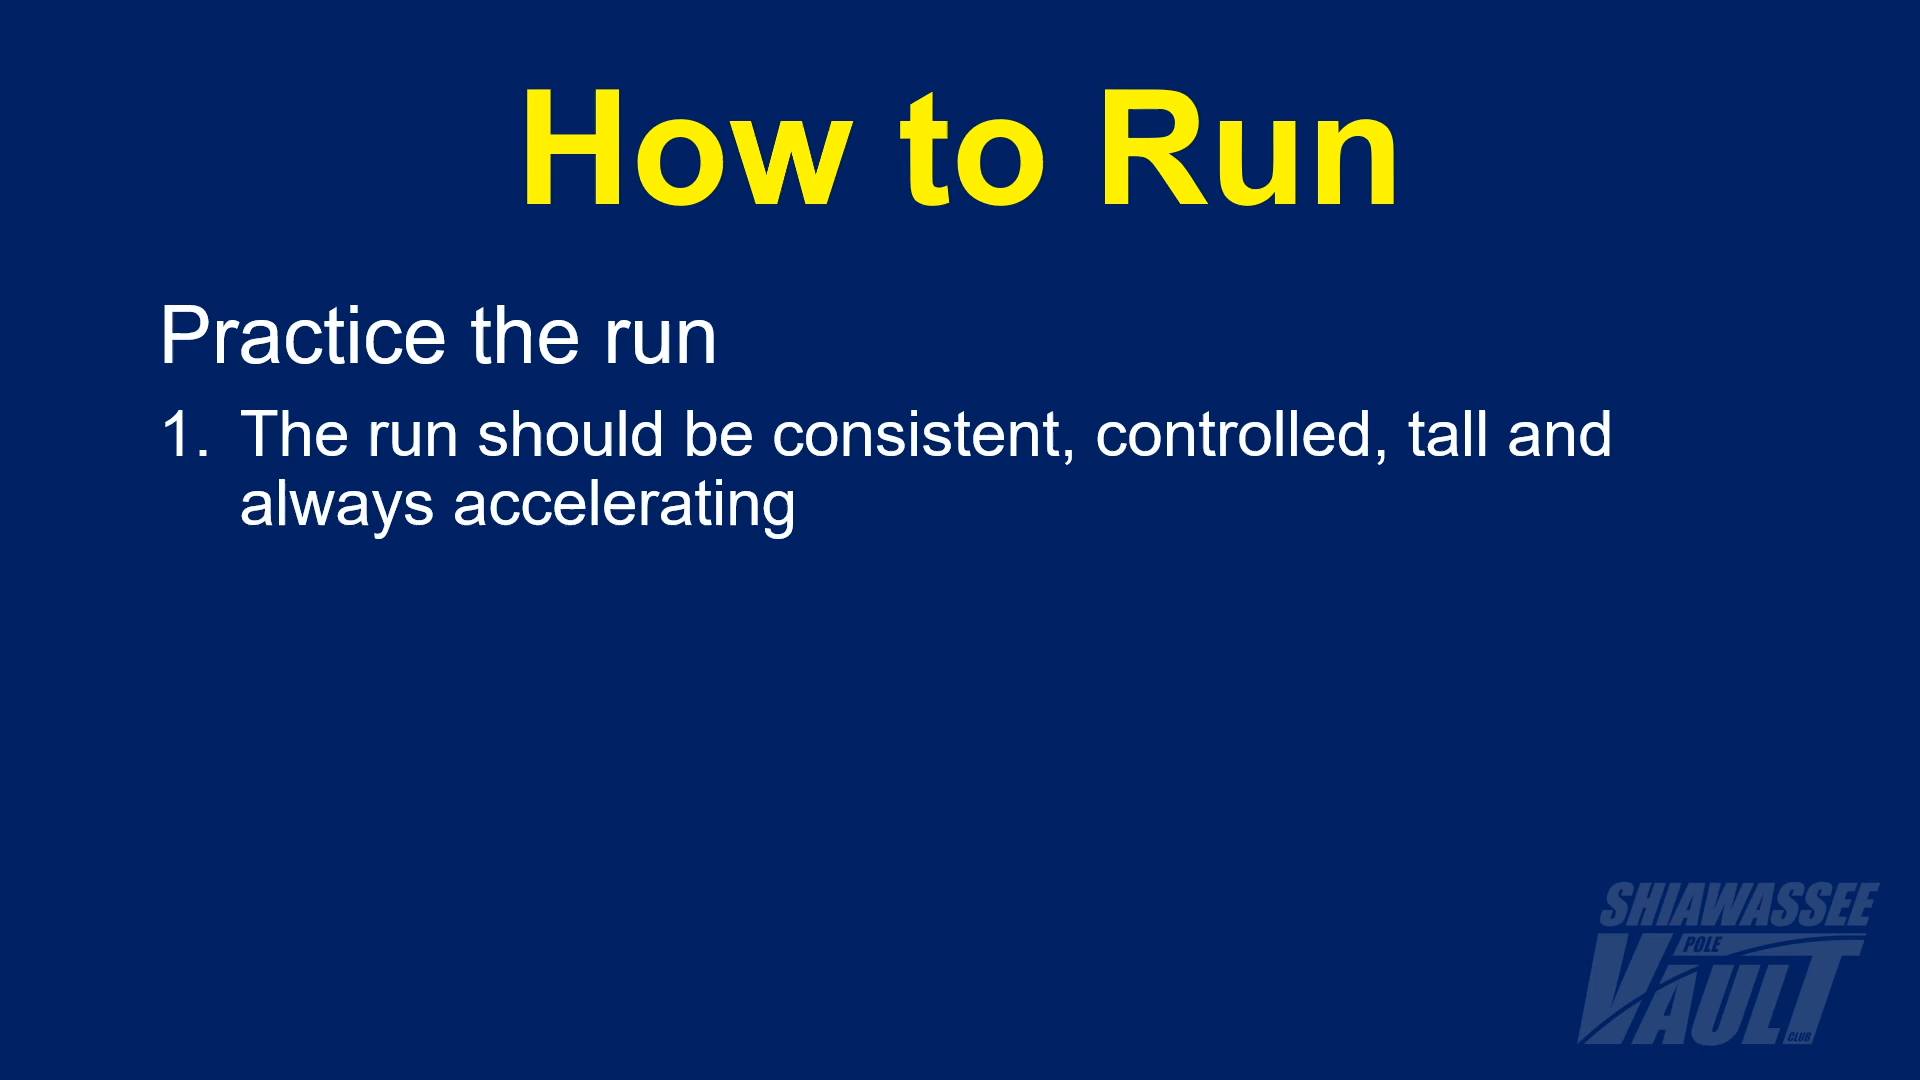 How to Run
Practice the run
1. The run should be consistent, controlled, tall and
always accelerating
SHIAWASSEE
POLE
VAULT
CLUB